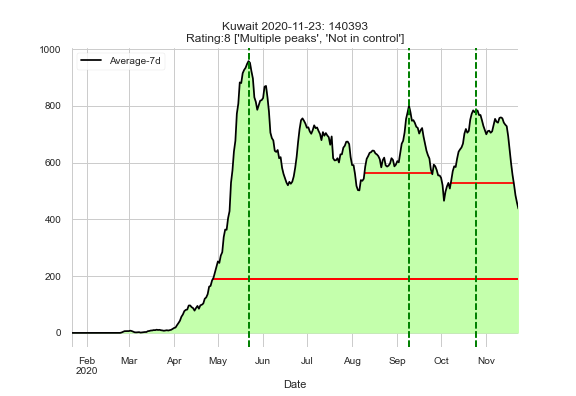 Kuwait 2020-11-23: 140393
Rating:8 ['Multiple peaks', 'Not in control']
1000
Average-7d
800
600
400
200
0
Feb Mar Apr May Jun Jul Aug Sep Oct Nov
2020
Date